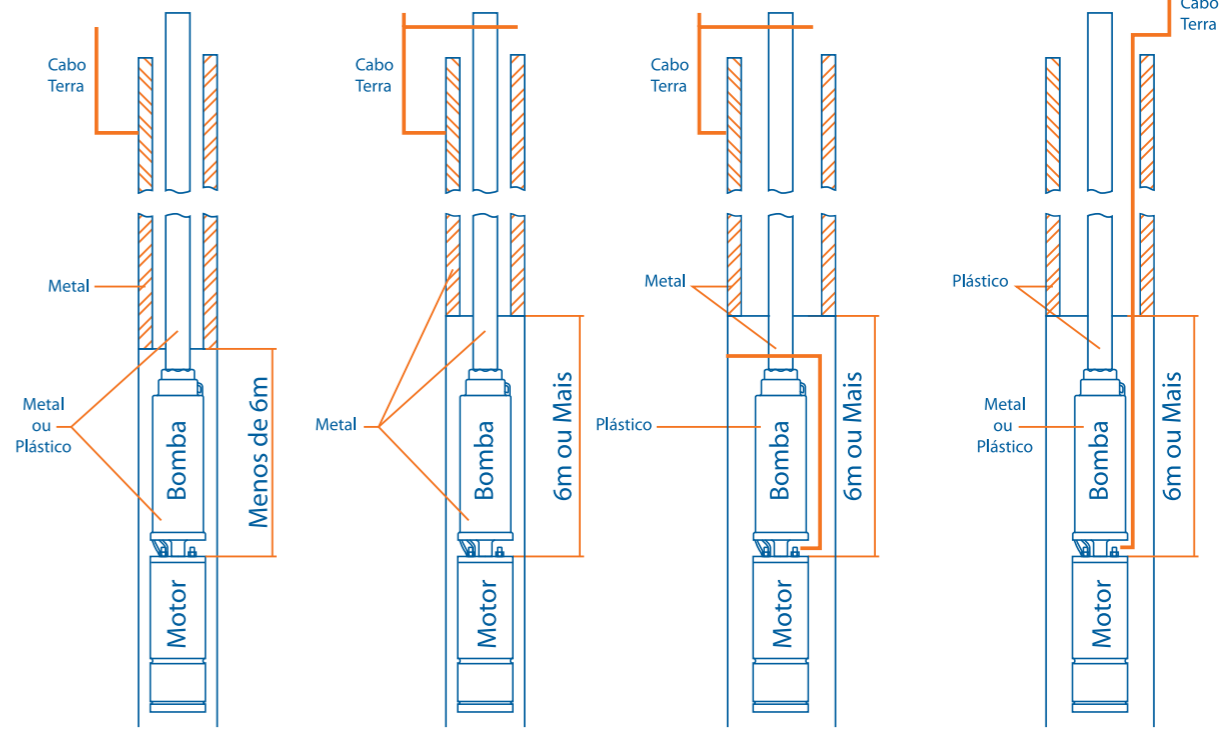 Cabo
Terra
Metal
Metal
ou
Plástico
Bomba
Motor
Menos de 6m
Cabo
Terra
Metal
Bomba
Motor
6m ou Mais
Cabo
Terra
Metal
Plástico
Bomba
Motor
6m ou Mais
Cabo
Terra
Plástico
Metal
ou
Plástico
Bomba
Motor
6m ou Mais